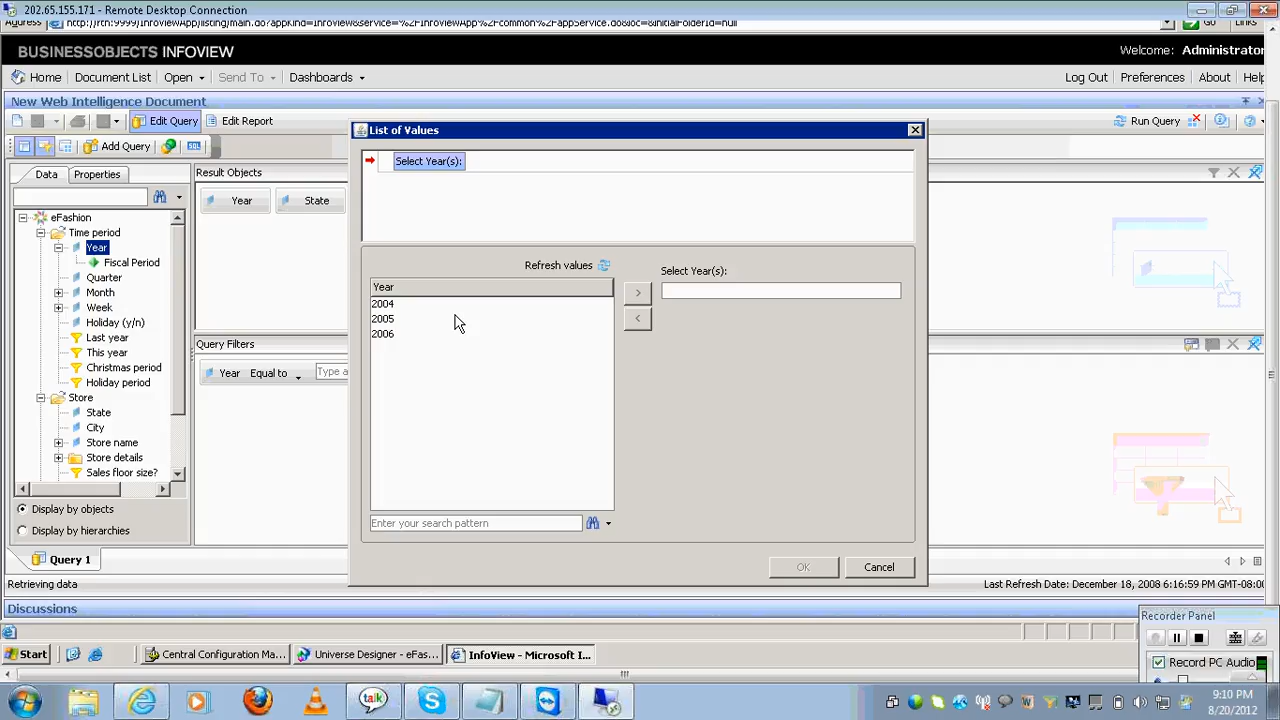 202.65.155.171 - Remote Desktop Connection
Address
Go
Links
BUSINESSOBJECTS INFOVIEW
Welcome: Administrator
Home Document List Open Send To Dashboards
Log Out Preferences About Help
New Web Intelligence Document
Edit Query Edit Report
Run Query
Add Query SQL
List of Values
Data Properties
Result Objects
Year State
Select Year(s):
eFashion
Time period
Year
Fiscal Period
Quarter
Month
Week
Holiday (y/n)
Last year
This year
Christmas period
Holiday period
Store
State
City
Store name
Store details
Sales floor size?
Display by objects
Display by hierarchies
Query Filters
Year Equal to Type a
Refresh values
Year
2004
2005
2006
Enter your search pattern
Select Year(s):
>
<
OK Cancel
Query 1
Retrieving data
Last Refresh Date: December 18, 2008 6:16:59 PM GMT-08:00
Discussions
Recorder Panel
Record PC Audio
Start
Central Configuration Ma...
Universe Designer - eFas...
InfoView - Microsoft I...
talk
9:10 PM
8/20/2012